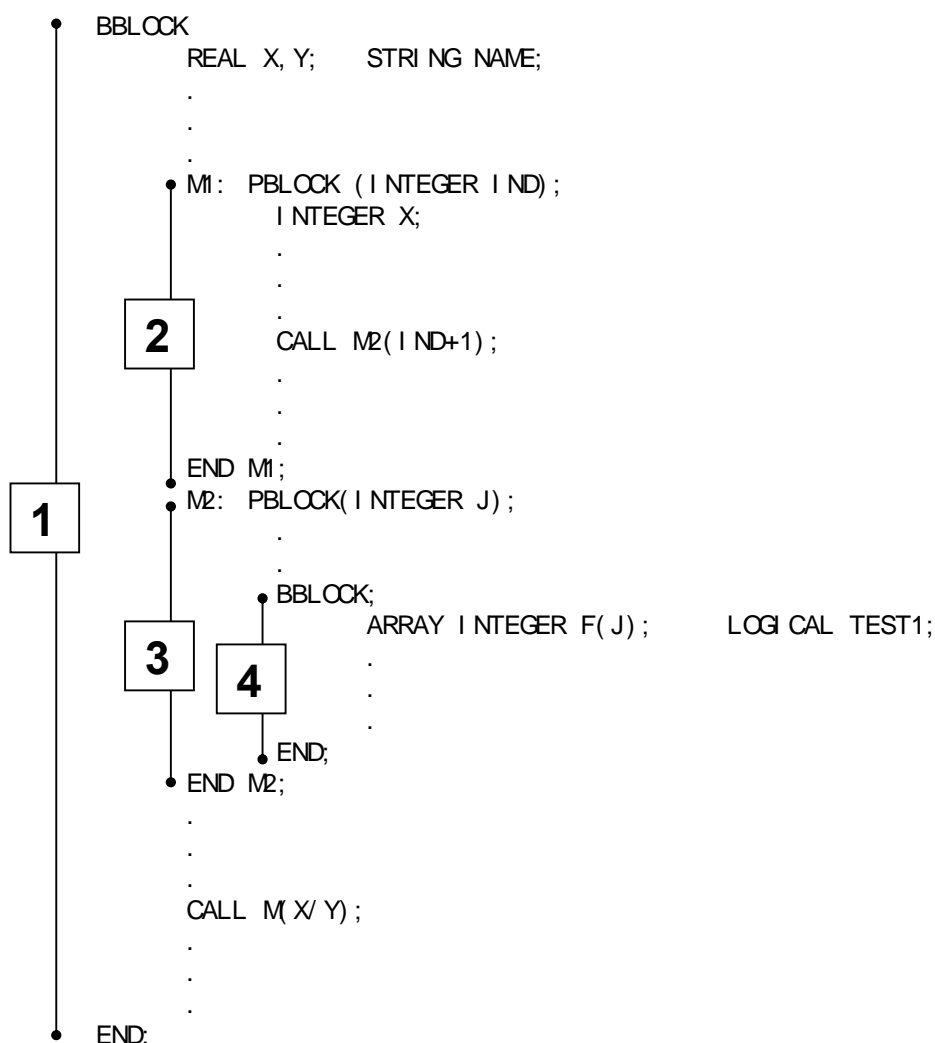 BBLOCK
REAL X, Y; STRING NAME;
.
.
.
M1: PBLOCK (INTEGER IND);
INTEGER X;
.
.
.
2
CALL M2(IND+1);
.
.
.
END M1;
1
M2: PBLOCK(INTEGER J);
.
.
BBLOCK;
ARRAY INTEGER F(J); LOGICAL TEST1;
3
4
.
.
.
END;
END M2;
.
.
.
CALL M(X/Y);
.
.
.
END;